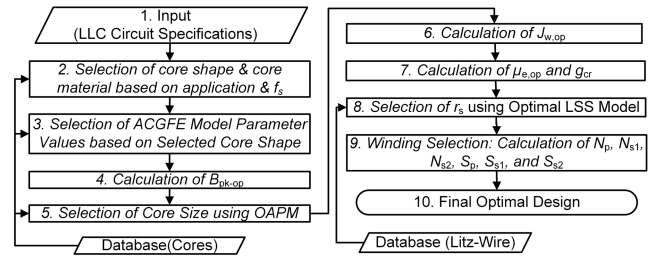 1. Input
(LLC Circuit Specifications)
2. Selection of core shape & core
material based on application & fs
3. Selection of ACGFE Model Parameter
Values based on Selected Core Shape
4. Calculation of Bpk-op
5. Selection of Core Size using OAPM
Database(Cores)
6. Calculation of Jw,op
7. Calculation of μe,op and gcr
8. Selection of rs using Optimal LSS Model
9. Winding Selection: Calculation of Np, Ns1,
Ns2, Sp, Ss1, and Ss2
10. Final Optimal Design
Database (Litz-Wire)